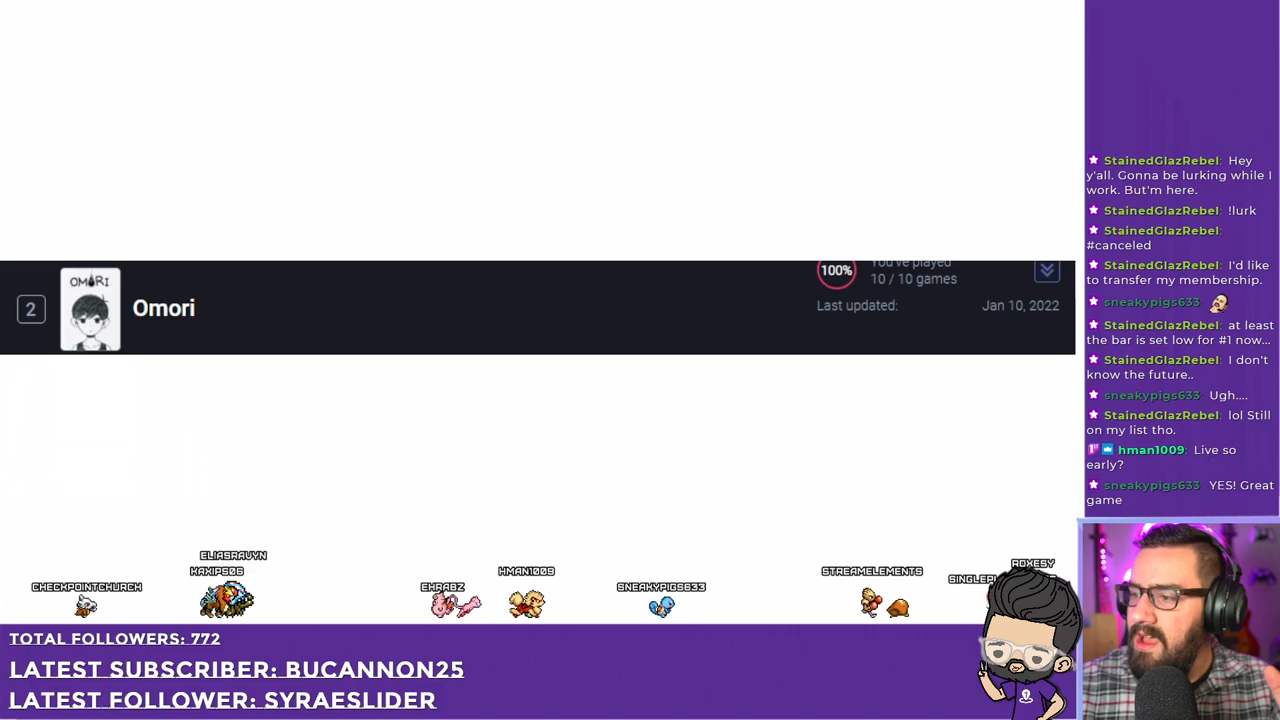 You've played
100%
10 / 10 games
2
OMORI
Omori
Last updated:
Jan 10, 2022
StainedGlazRebel: Hey
y'all. Gonna be lurking while I
work. But'm here.
StainedGlazRebel: !lurk
StainedGlazRebel:
#canceled
StainedGlazRebel: I'd like
to transfer my membership.
sneakypigs633
StainedGlazRebel: at least
the bar is set low for #1 now...
StainedGlazRebel: I don't
know the future..
sneakypigs633: Ugh....
StainedGlazRebel: lol Still
on my list tho.
hman1009: Live so
early?
sneakypigs633: YES! Great
game
ELIASRAVYN
CHECKPOINTCHURCH
HAXIPS06
EHRABZ
HMAN1009
SNEAKYPIGS633
STREAMELEMENTS
ROXESY
TOTAL FOLLOWERS: 772
LATEST SUBSCRIBER: BUCANNON25
LATEST FOLLOWER: SYRAESLIDER